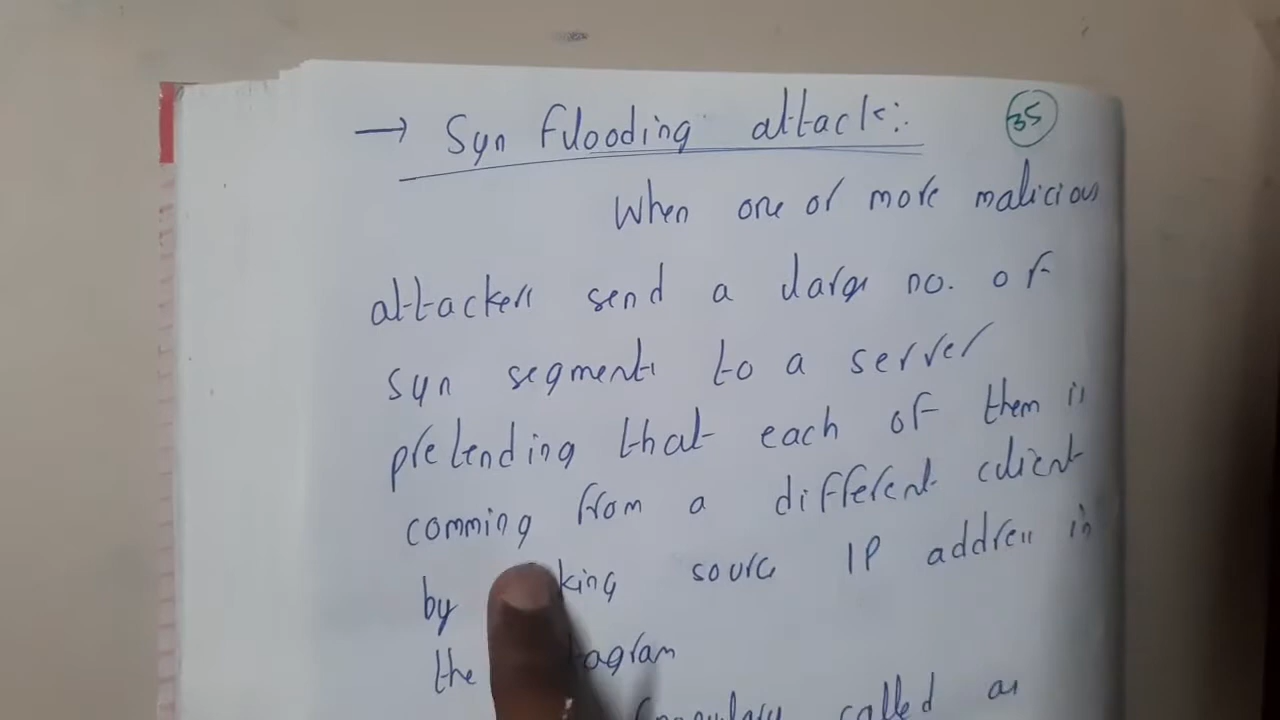 → Syn flooding attack:. 35
When one or more malicious
attackers send a large no. of
syn segments to a server
pretending that each of them is
comming from a different client
by king source IP address in
the tagram
called as